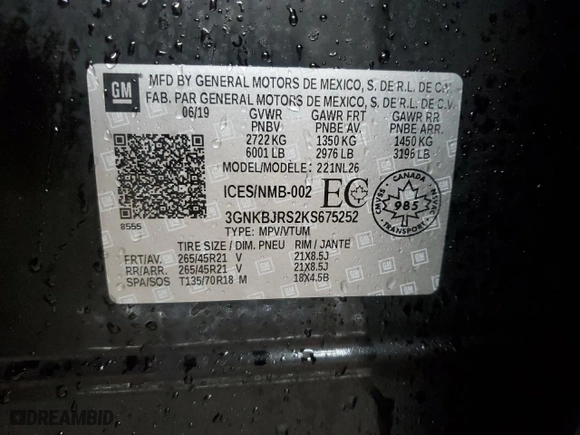 GM
MFD BY GENERAL MOTORS DE MEXICO, S. DE R.L. DE C.V.
FAB. PAR GENERAL MOTORS DE MEXICO, S. DE R.L. DE C.V.
06/19 GVWR GAWR FRT GAWR RR
PNBV PNBE AV. PNBE ARR.
2722 KG 1350 KG 1450 KG
6001 LB 2976 LB 3196 LB
MODEL/MODÈLE: 221NL26
ICES/NMB-002 EC
CANADA
985
TRANSPORT
CMVSS
NSVAC
8555
3GNKBJRS2KS675252
TYPE: MPV/VTUM
TIRE SIZE / DIM. PNEU RIM / JANTE
FRT/AV. 265/45R21 V 21X8.5J
RR/ARR. 265/45R21 V 21X8.5J
SPA/SOS T135/70R18 M 18X4.5B
DREAMBID